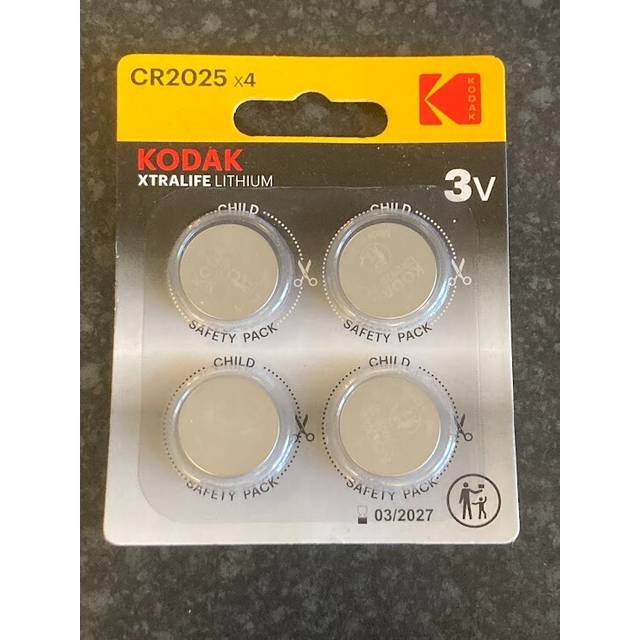 CR2025 x4
KODAK
KODAK
XTRALIFE LITHIUM
3V
CHILD
SAFETY PACK
CHILD
KODAK
SAFETY PACK
CHILD
SAFETY PACK
CHILD
SAFETY PACK
03/2027